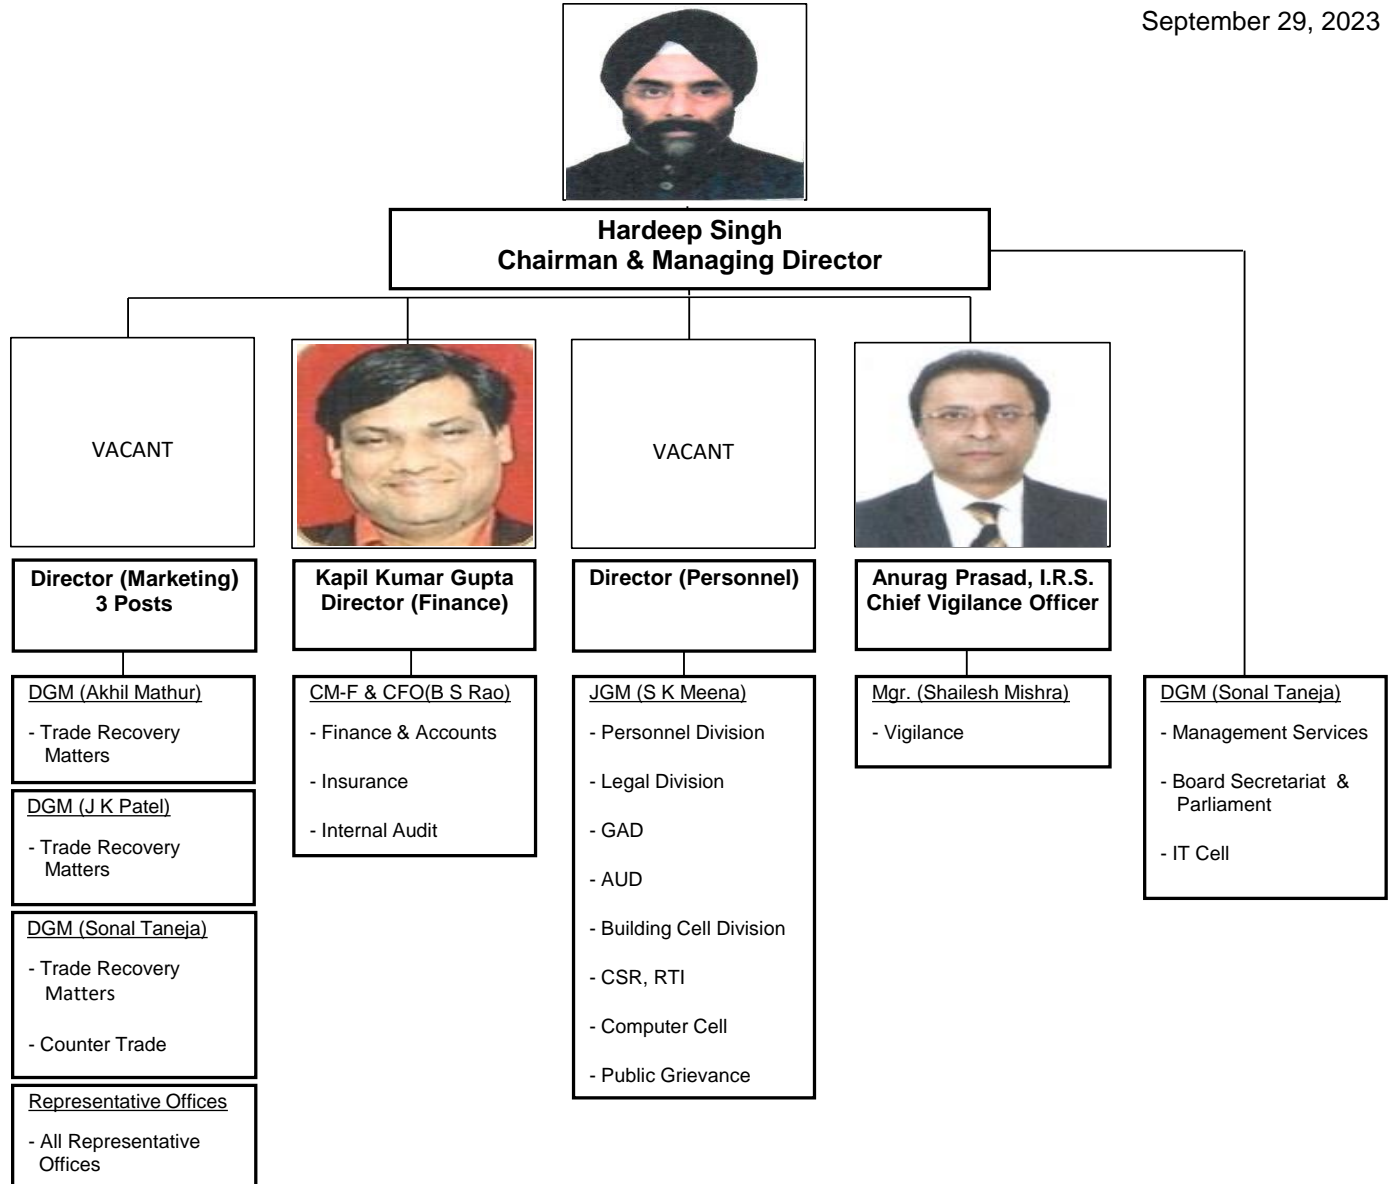 September 29, 2023
Hardeep Singh
Chairman & Managing Director
VACANT
Director (Marketing)
3 Posts
DGM (Akhil Mathur)
- Trade Recovery
Matters
DGM (J K Patel)
- Trade Recovery
Matters
DGM (Sonal Taneja)
- Trade Recovery
Matters
- Counter Trade
Representative Offices
- All Representative
Offices
Kapil Kumar Gupta
Director (Finance)
CM-F & CFO(B S Rao)
- Finance & Accounts
- Insurance
- Internal Audit
VACANT
Director (Personnel)
JGM (S K Meena)
- Personnel Division
- Legal Division
- GAD
- AUD
- Building Cell Division
- CSR, RTI
- Computer Cell
- Public Grievance
Anurag Prasad, I.R.S.
Chief Vigilance Officer
Mgr. (Shailesh Mishra)
- Vigilance
DGM (Sonal Taneja)
- Management Services
- Board Secretariat &
Parliament
- IT Cell